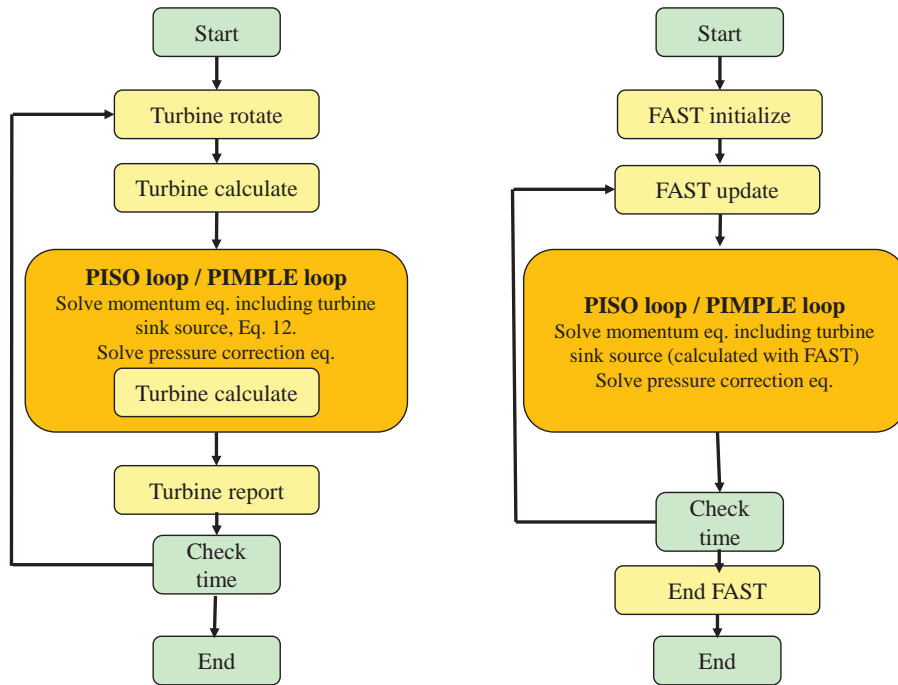 Start
Turbine rotate
Turbine calculate
PISO loop / PIMPLE loop
Solve momentum eq. including turbine
sink source, Eq. 12.
Solve pressure correction eq.
Turbine calculate
Turbine report
Check
time
End
Start
FAST initialize
FAST update
PISO loop / PIMPLE loop
Solve momentum eq. including turbine
sink source (calculated with FAST)
Solve pressure correction eq.
Check
time
End FAST
End